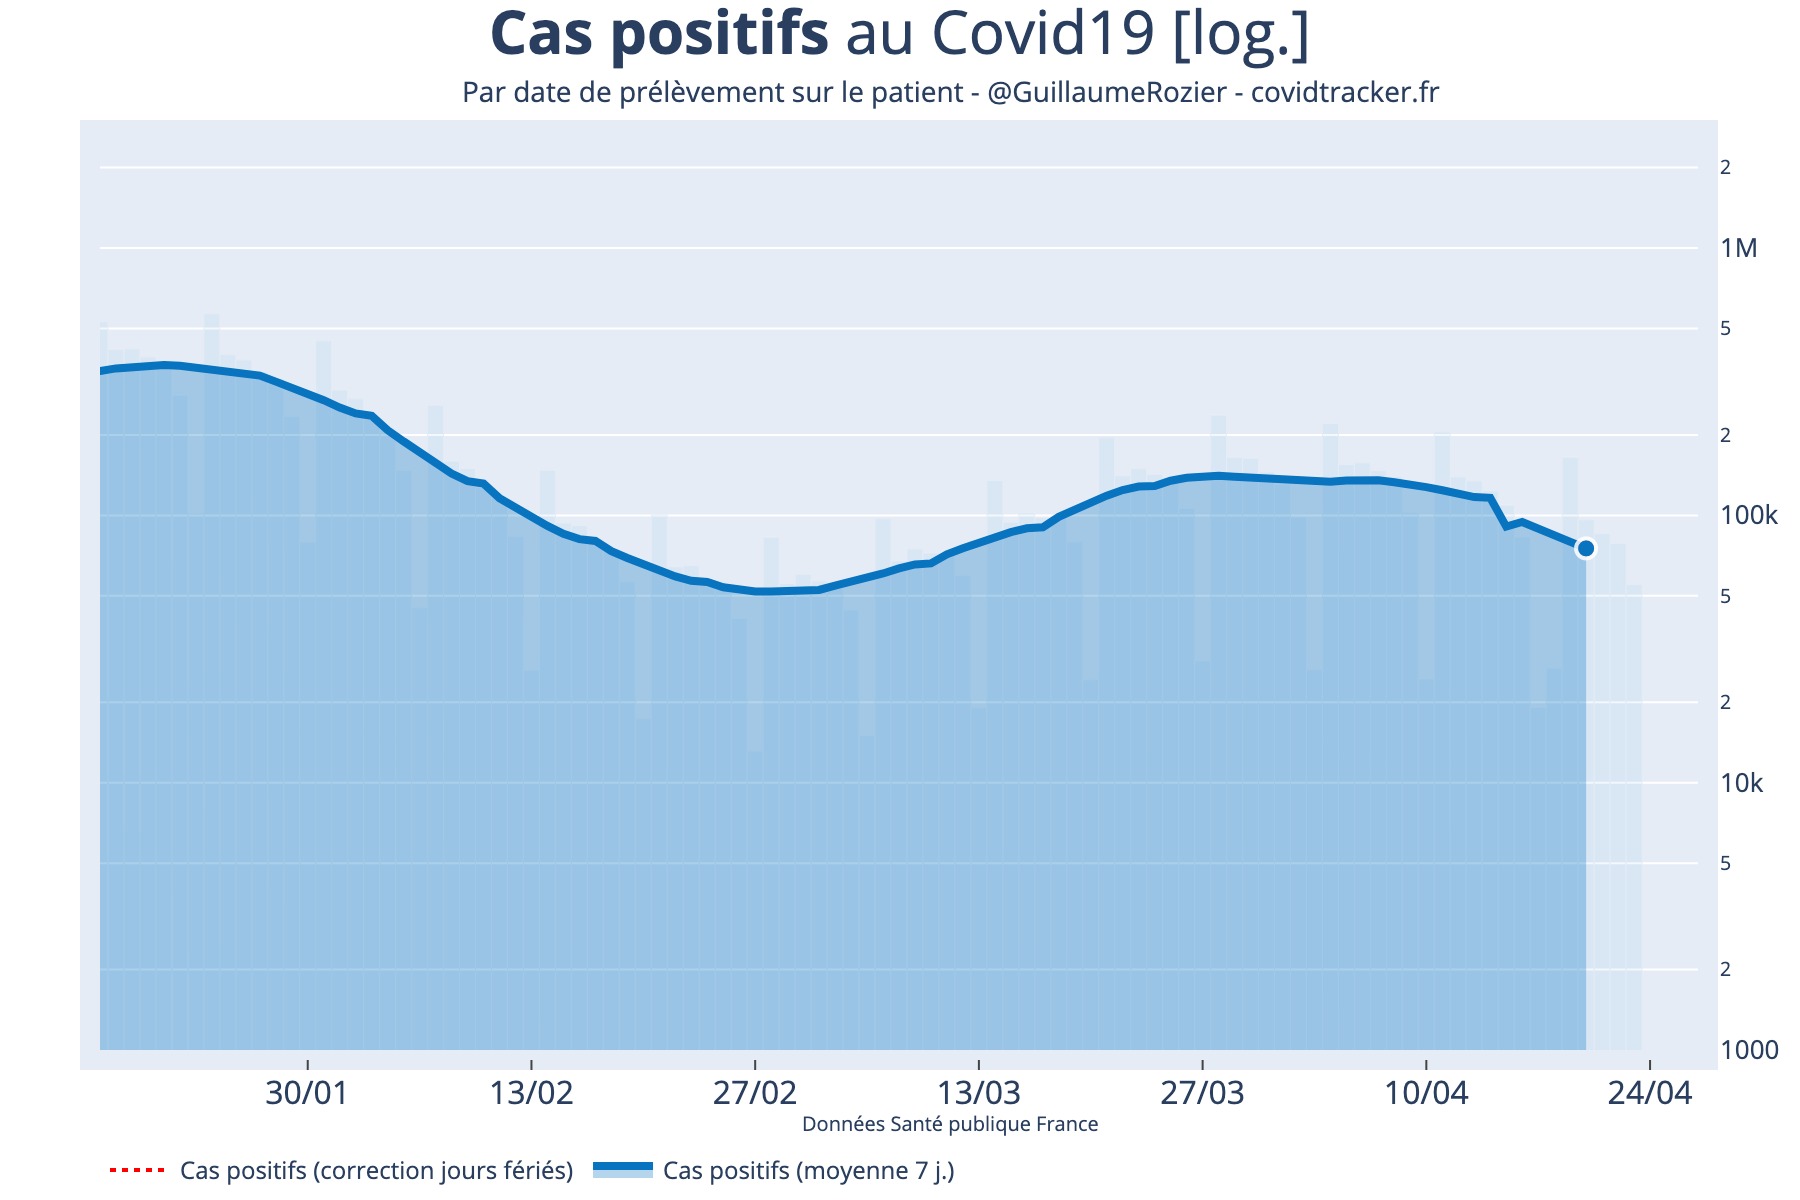 Cas positifs au Covid19 [log.]
Par date de prélèvement sur le patient - @GuillaumeRozier - covidtracker.fr
2
1M
5
2
100k
5
2
10k
5
2
1000
30/01 13/02 27/02 13/03 27/03 10/04 24/04
Données Santé publique France
Cas positifs (correction jours fériés) Cas positifs (moyenne 7 j.)